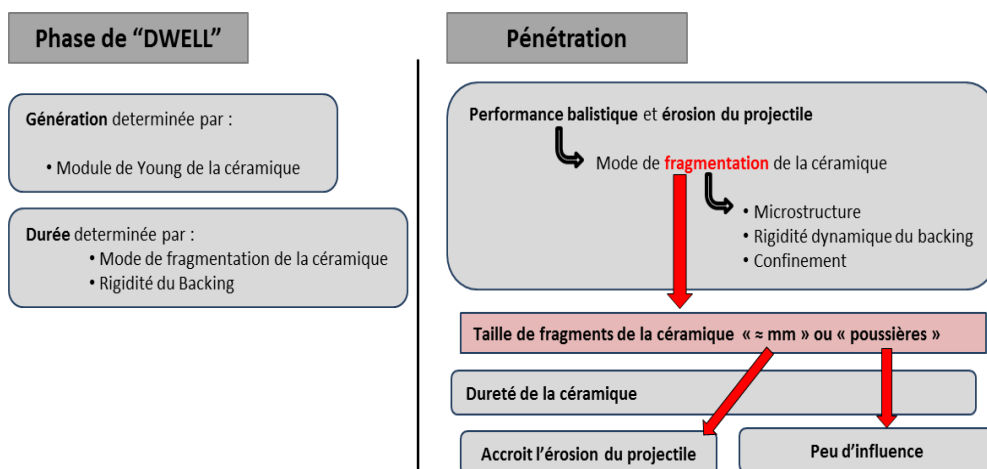 Phase de “DWELL”
Génération determinée par :
• Module de Young de la céramique
Durée determinée par :
• Mode de fragmentation de la céramique
• Rigidité du Backing
Pénétration
Performance balistique et érosion du projectile
Mode de fragmentation de la céramique
• Microstructure
• Rigidité dynamique du backing
• Confinement
Taille de fragments de la céramique « ≈ mm » ou « poussières »
Dureté de la céramique
Accroit l’érosion du projectile
Peu d’influence